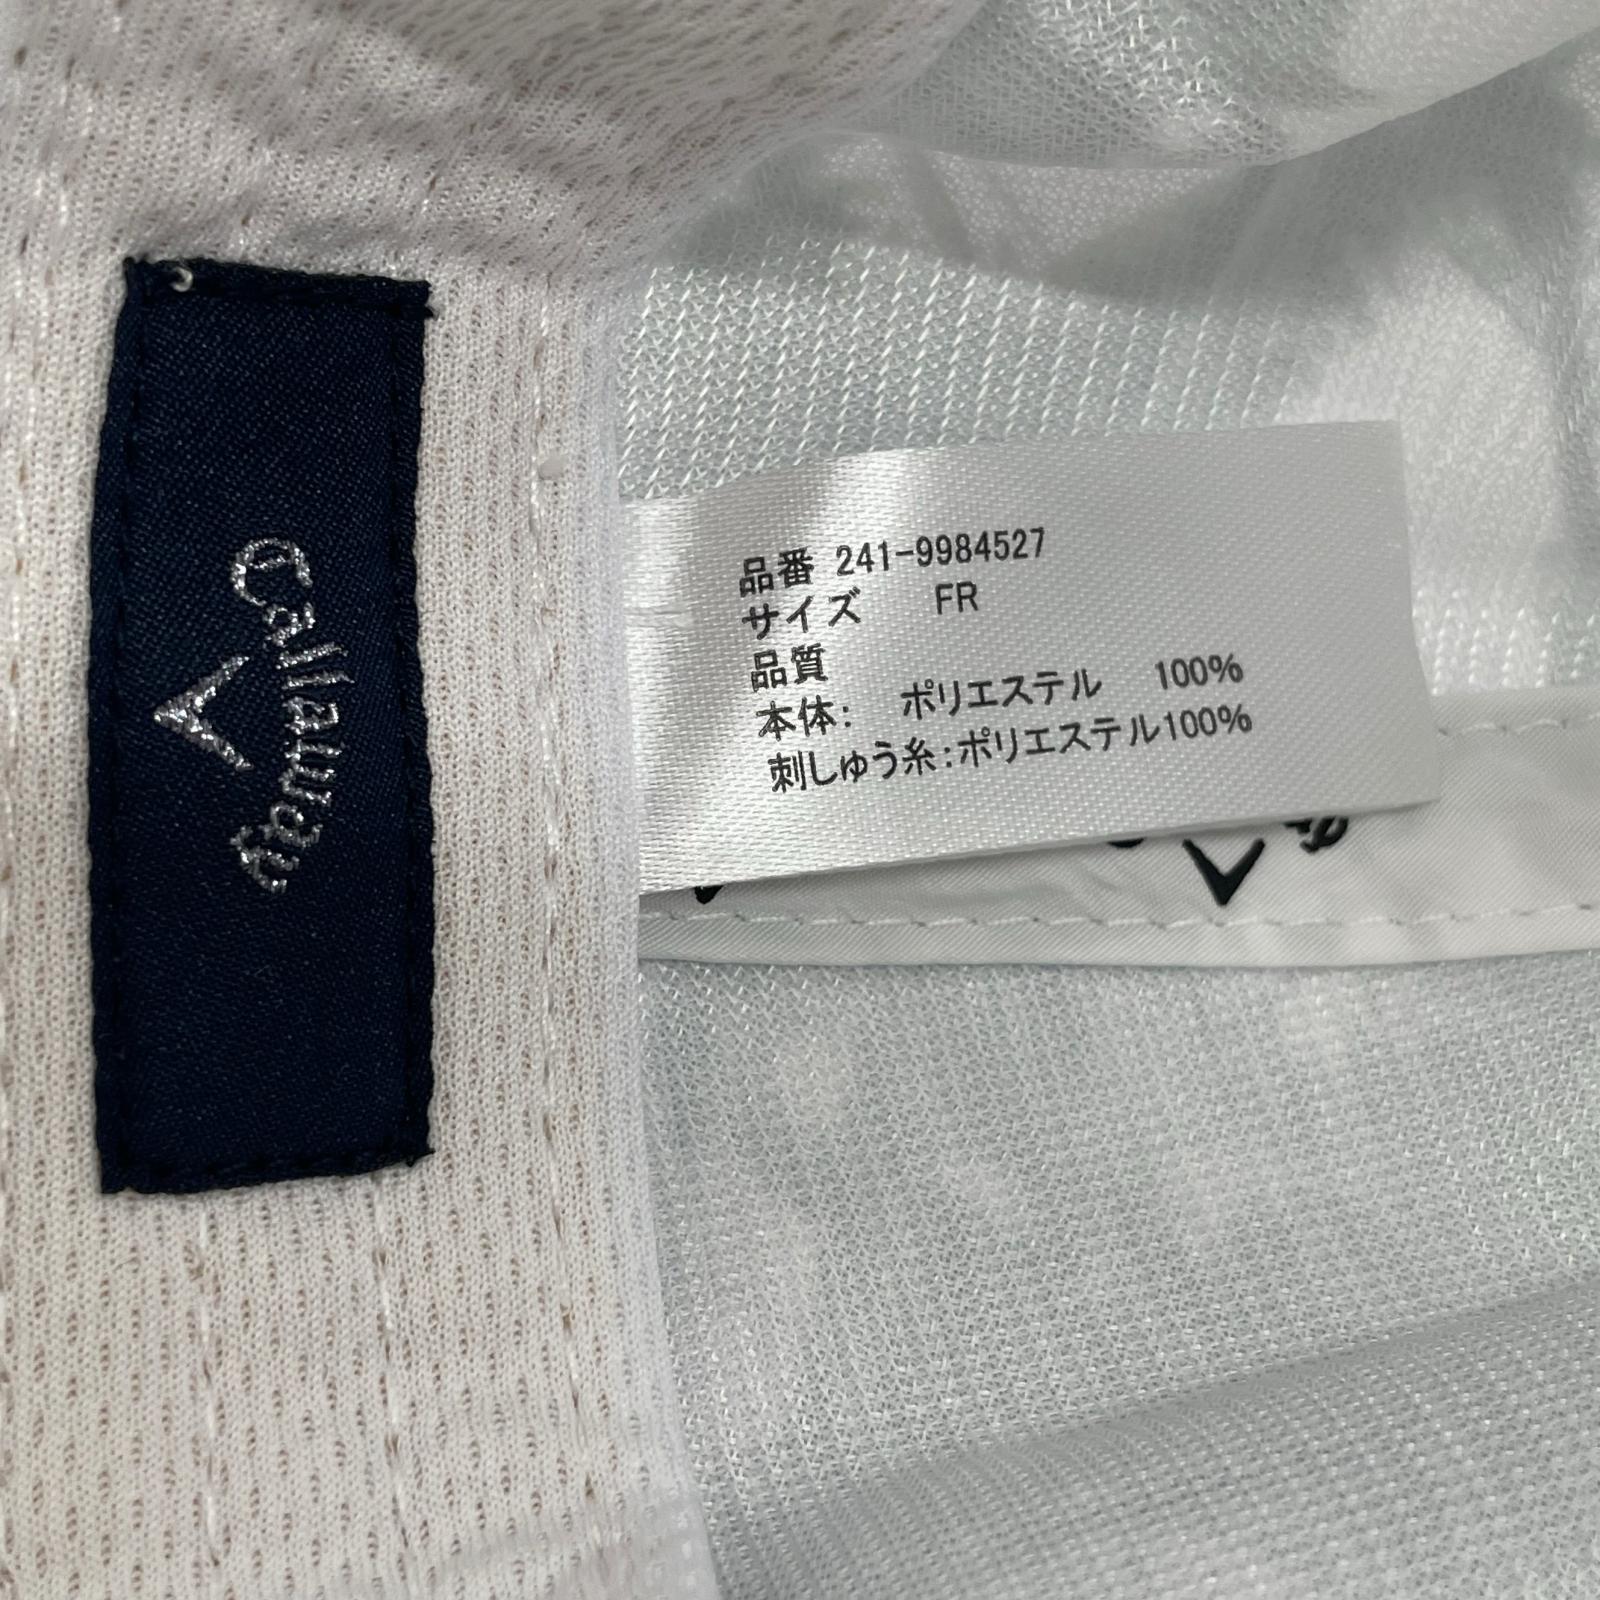 Callaway
品番 241-9984527
サイズ FR
品質
本体: ポリエステル 100%
刺しゅう糸:ポリエステル100%